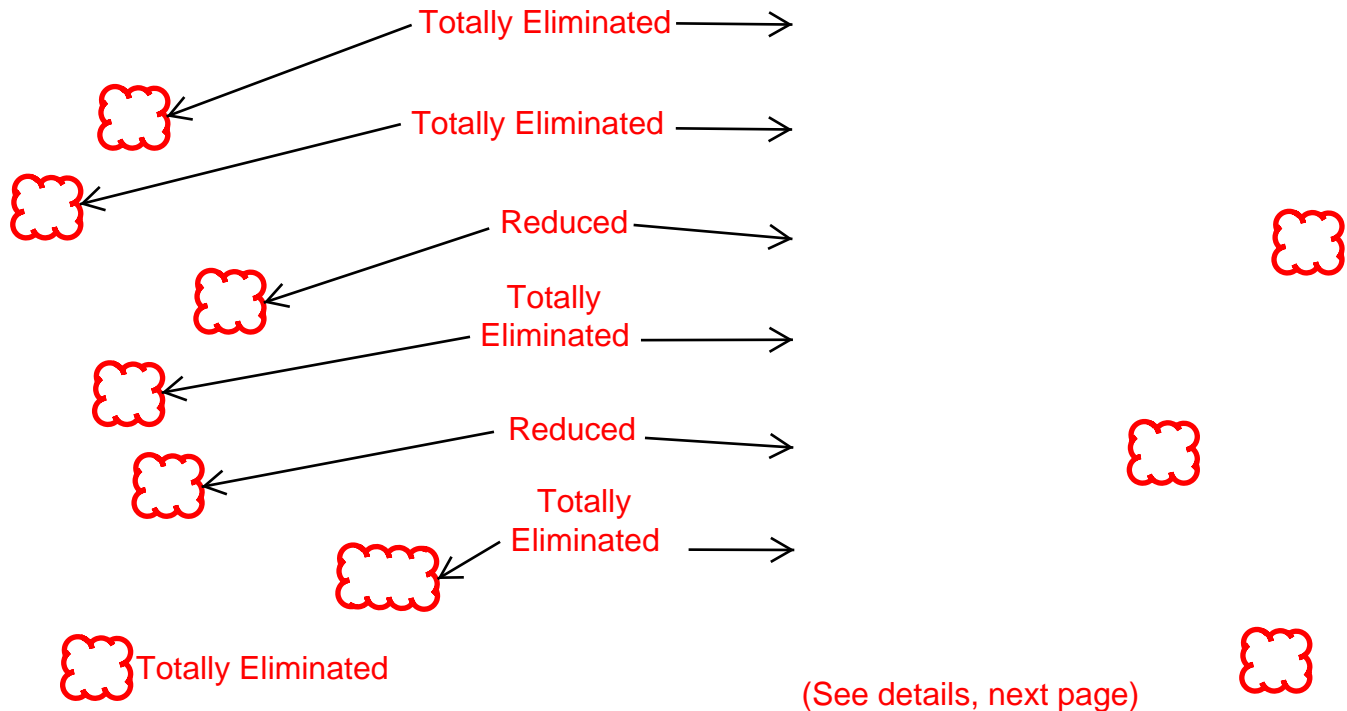 Totally Eliminated
Totally Eliminated
Reduced
Totally
Eliminated
Reduced
Totally
Eliminated
Totally Eliminated
(See details, next page)